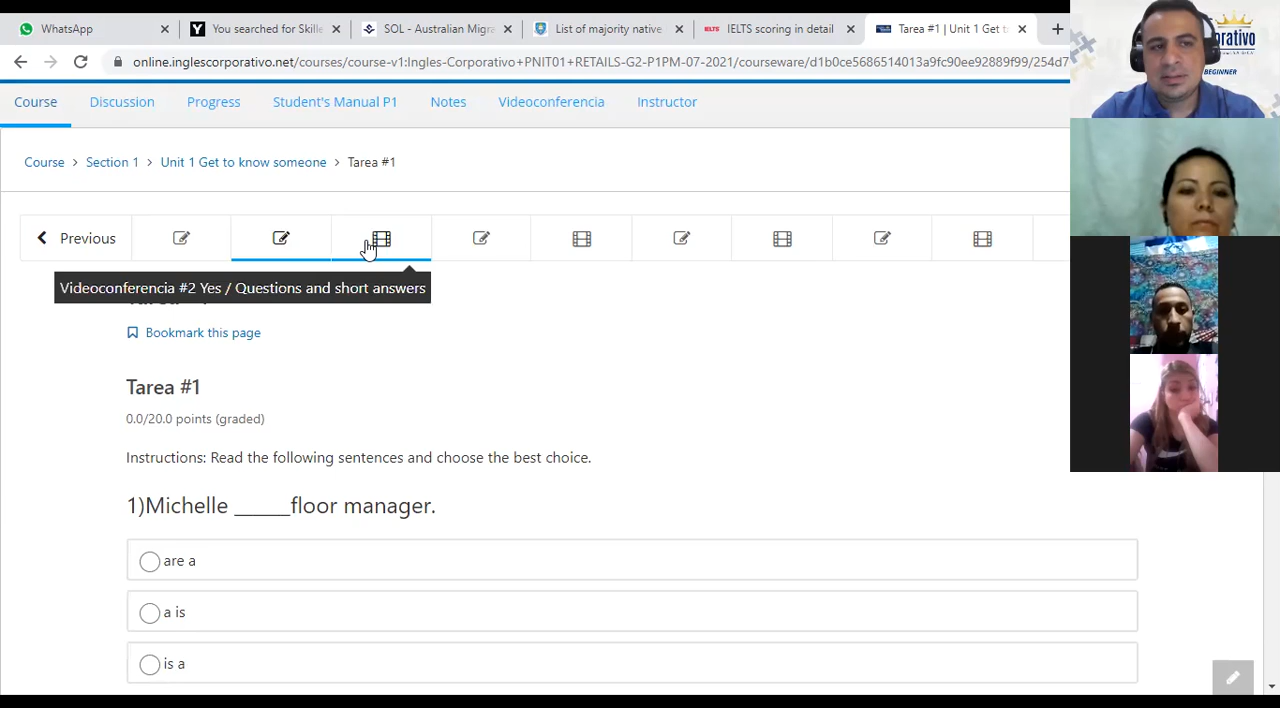 WhatsApp
You searched for Skille
SOL - Australian Migra
List of majority native
IELTS
IELTS scoring in detail
Tarea #1 | Unit 1 Get t
online.inglescorporativo.net/courses/course-v1:Ingles-Corporativo+PNI101+RETAILS-G2-P1PM-07-2021/courseware/d1b0ce5686514013a9fc90ee92889f99/254d7
orativo
BEGINNER
Course
Discussion
Progress
Student's Manual P1
Notes
Videoconferencia
Instructor
Course > Section 1 > Unit 1 Get to know someone > Tarea #1
Previous
Videoconferencia #2 Yes / Questions and short answers
Bookmark this page
Tarea #1
0.0/20.0 points (graded)
Instructions: Read the following sentences and choose the best choice.
1)Michelle ______floor manager.
are a
a is
is a